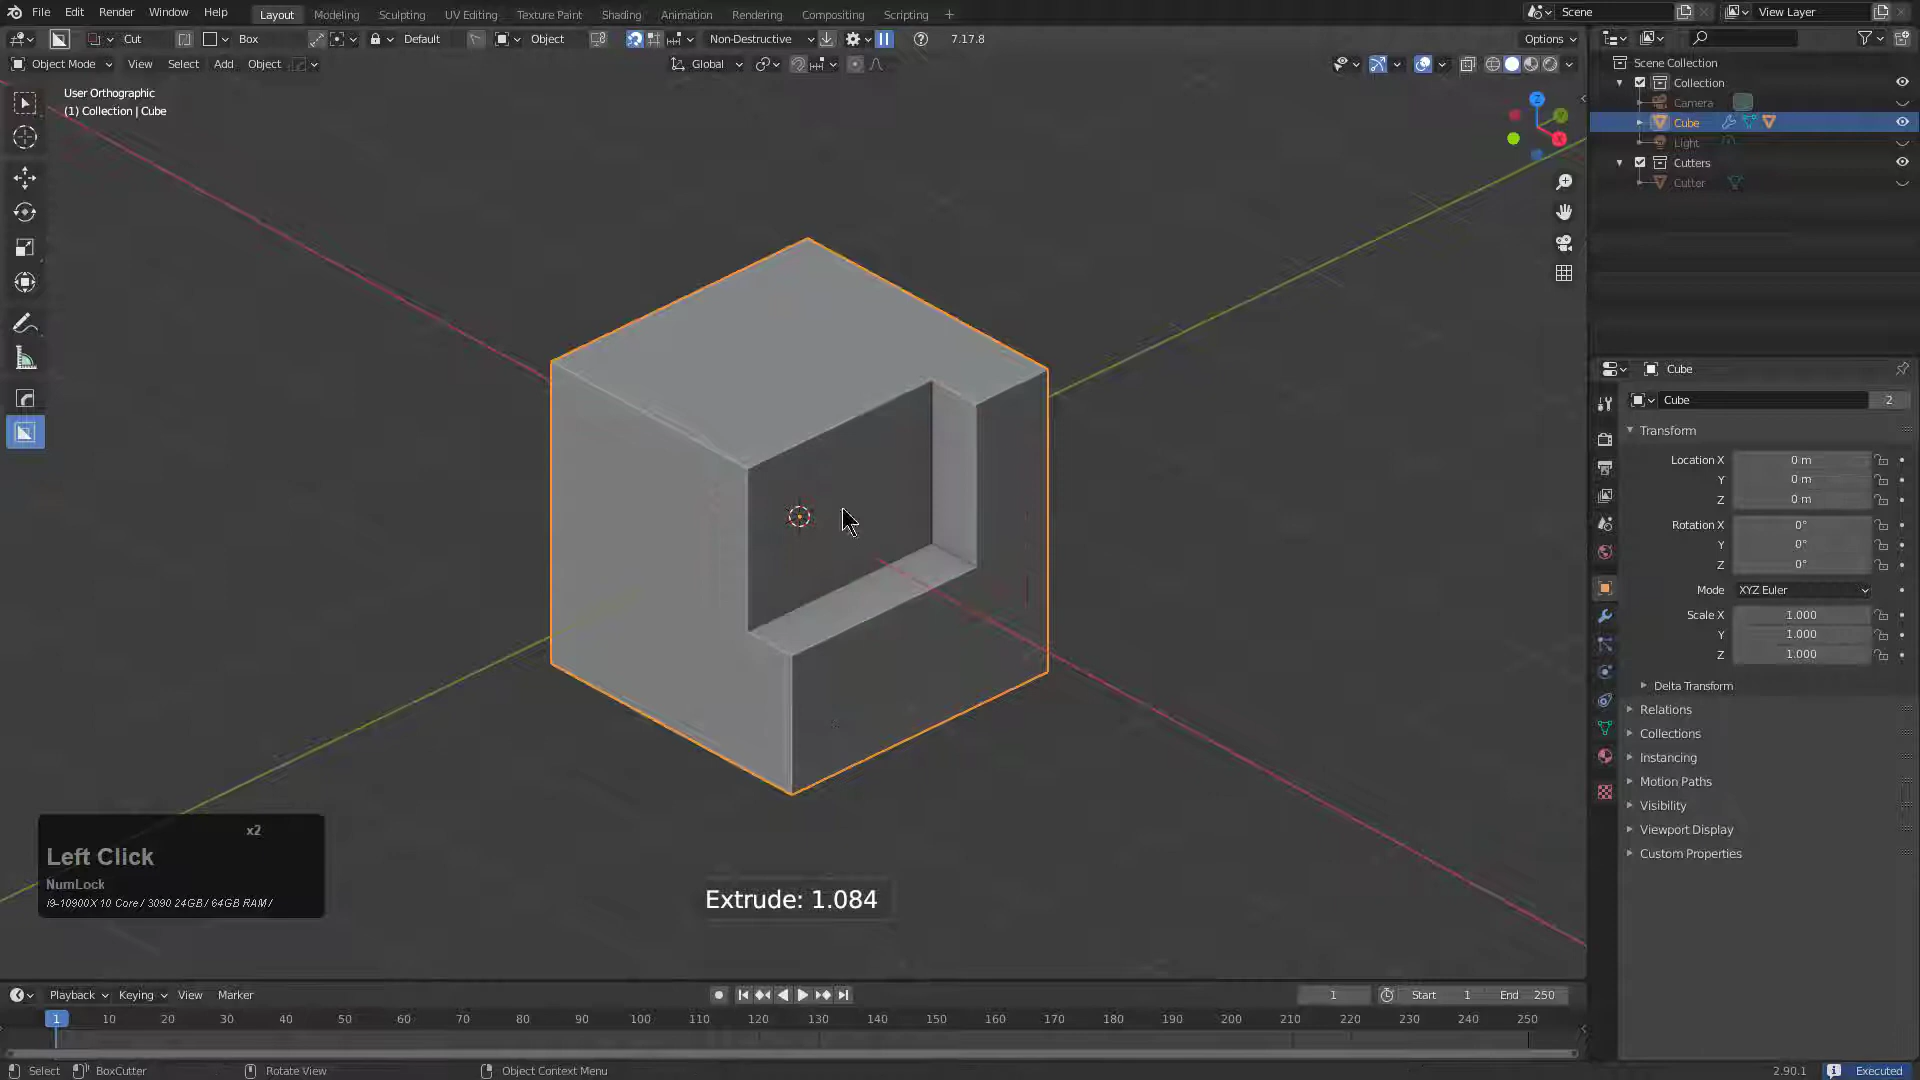 File Edit Render Window Help
Layout Modeling Sculpting UV Editing Texture Paint Shading Animation Rendering Compositing Scripting +
Scene
View Layer
Cut Box Default Object Non-Destructive 7.17.8
Options
Object Mode View Select Add Object
Global
User Orthographic
(1) Collection | Cube
Z
Y
X
Scene Collection
Collection
Camera
Cube
Light
Cutters
Cutter
Cube
Cube 2
Transform
Location X 0 m
Y 0 m
Z 0 m
Rotation X 0°
Y 0°
Z 0°
Mode XYZ Euler
Scale X 1.000
Y 1.000
Z 1.000
Delta Transform
Relations
Collections
Instancing
Motion Paths
Visibility
Viewport Display
Custom Properties
x2
Left Click
NumLock
i9-10900X 10 Core / 3090 24GB / 64GB RAM /
Extrude: 1.084
Playback Keying View Marker
1 Start 1 End 250
1 10 20 30 40 50 60 70 80 90 100 110 120 130 140 150 160 170 180 190 200 210 220 230 240 250
Select BoxCutter Rotate View Object Context Menu
2.90.1 Executed